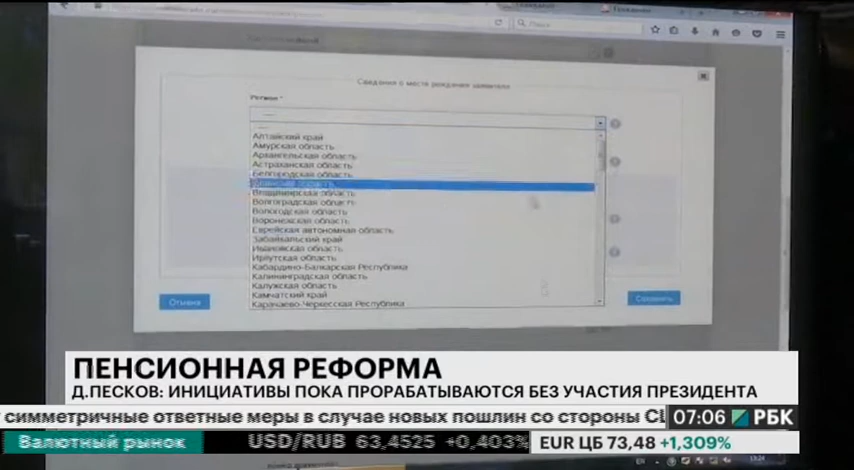 Поиск
Сведения о месте рождения заявителя
Регион *
Алтайский край
Амурская область
Архангельская область
Астраханская область
Белгородская область
Владимирская область
Волгоградская область
Вологодская область
Воронежская область
Еврейская автономная область
Забайкальский край
Ивановская область
Иркутская область
Кабардино-Балкарская Республика
Калининградская область
Калужская область
Камчатский край
Карачаево-Черкесская Республика
Отмена
Сохранить
ПЕНСИОННАЯ РЕФОРМА
Д.ПЕСКОВ: ИНИЦИАТИВЫ ПОКА ПРОРАБАТЫВАЮТСЯ БЕЗ УЧАСТИЯ ПРЕЗИДЕНТА
симметричные ответные меры в случае новых пошлин со стороны
07:06 РБК
Валютный рынок USD/RUB 63,4525 +0,403% EUR ЦБ 73,48 +1,309%
13:24